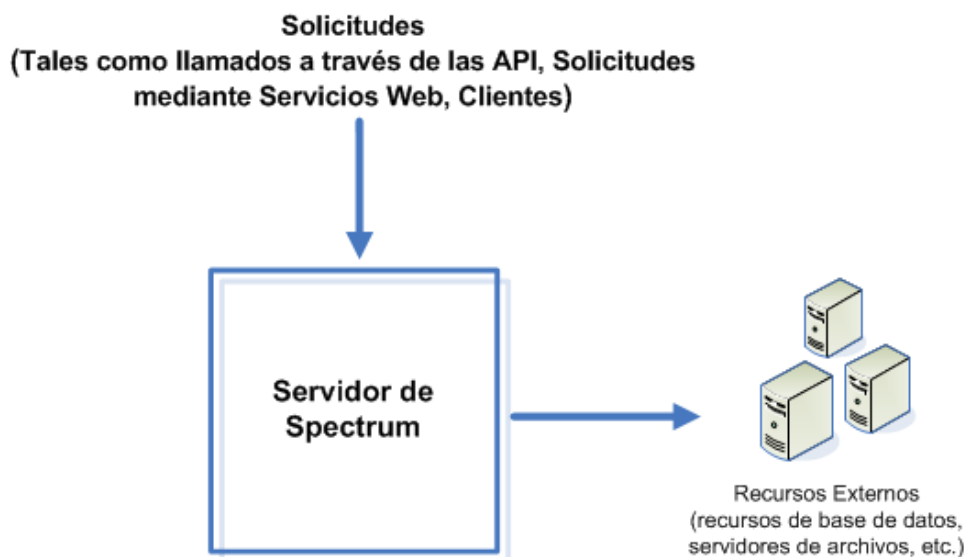 Solicitudes
(Tales como llamados a través de las API, Solicitudes
mediante Servicios Web, Clientes)
Servidor de
Spectrum
Recursos Externos
(recursos de base de datos,
servidores de archivos, etc.)